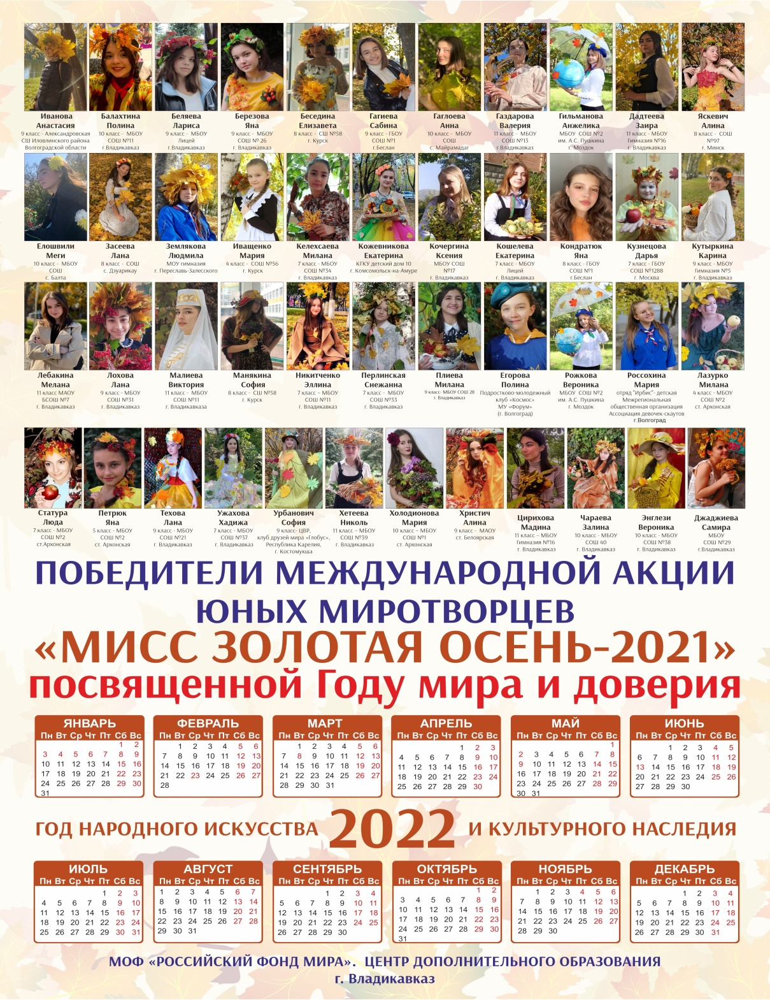 Иванова
Анастасия
9 класс - Александровская
СШ Иловлинского района
Волгоградской области
Балахтина
Полина
10 класс - МБОУ
СОШ №11
г.Владикавказ
Беляева
Лариса
9 класс - МБОУ
Лицей
г.Владикавказ
Березова
Яна
9 класс - МБОУ
СОШ № 26
г. Владикавказ
Беседина
Елизавета
8 класс - СШ №58
г. Курск
Гагиева
Сабина
9 класс - ГБОУ
СОШ №1
г.Беслан
Гаглоева
Анна
10 класс - МБОУ
СОШ
с. Майрамадаг
Газдарова
Валерия
11 класс - МБОУ
СОШ №13
г.Владикавказ
Гильманова
Анжелика
МБОУ СОШ №2
им. А.С. Пушкина
г. Моздок
Дадтеева
Заира
11 класс - МБОУ
Гимназия №16
г. Владикавказ
Яскевич
Алина
8 класс - СШ
№97
г. Минск
Елошвили
Меги
10 класс - МБОУ
СОШ
с. Балта
Засеева
Лана
8 класс - СОШ
с. Дзуарикау
Землякова
Людмила
МОУ гимназия
г. Переславь-Залесского
Иващенко
Мария
4 класс - СШ №56
г. Курск
Келехсаева
Милана
7 класс - МБОУ
СОШ №34
г. Владикавказ
Кожевникова
Екатерина
КГКУ детский дом 10
г. Комсомольск-на-Амуре
Кочергина
Ксения
МБОУ СОШ
№17
г. Владикавказ
Кошелева
Екатерина
7 класс - МБОУ
Лицей
г. Владикавказ
Кондратюк
Яна
8 класс - ГБОУ
СОШ №1
г.Беслан
Кузнецова
Дарья
7 класс - ГБОУ
СОШ №1288
г. Москва
Кутыркина
Карина
9 класс - МБОУ
Гимназия №5
г. Владикавказ
Лебакина
Мелана
11 класс МАОУ
БСОШ №7
г. Владикавказ
Лохова
Лана
9 класс - МБОУ
СОШ №31
г. Владикавказ
Малиева
Виктория
11 класс - МБОУ
СОШ №11
г. Владикавказа
Манякина
София
8 класс - СШ №58
г. Курск
Никитченко
Эллина
7 класс – МБОУ
СОШ №11
г. Владикавказ
Перлинская
Снежанна
7 класс - МБОУ
СОШ №33
г. Владикавказ
Плиева
Милана
9 класс- МБОУ СОШ 28
г. Владикавказ
Егорова
Полина
Подростково-молодежный
клуб «Космос»
МУ «Форум»
(г. Волгоград)
Рожкова
Вероника
МБОУ СОШ №2
им. А.С. Пушкина
г. Моздок
Россохина
Мария
отряд "Ирбис"- детская
Межрегиональная
общественная организация
Ассоциация девочек-скаутов
г.Волгоград
Лазурко
Милана
4 класс - МБОУ
СОШ №2
ст. Архонская
Статура
Люда
7 класс - МБОУ
СОШ №2
ст.Архонская
Петрюк
Яна
5 класс - МБОУ
СОШ №2
ст. Архонская
Техова
Лана
9 класс - МБОУ
СОШ №21
г. Владикавказ
Ужахова
Хадижа
7 класс - МБОУ
СОШ №37
г. Владикавказ
Урбанович
София
9 класс- ЦВР,
клуб друзей мира «Глобус»,
Республика Карелия,
г. Костомукша
Хетеева
Николь
11 класс – МБОУ
СОШ №39
г. Владикавказ
Холодионова
Мария
10 класс – МБОУ
СОШ №1
ст. Архонская
Христич
Алина
9 класс - МАОУ
ст. Белоярская
Цирихова
Мадина
11 класс - МБОУ
Гимназия №16
г. Владикавказ
Чараева
Залина
10 класс - МБОУ
СОШ 40
г. Владикавказ
Энглези
Вероника
10 класс - МБОУ
СОШ №38
г. Владикавказ
Джаджиева
Самира
МБОУ
СОШ №29
г.Владикавказ
ПОБЕДИТЕЛИ МЕЖДУНАРОДНОЙ АКЦИИ
ЮНЫХ МИРОТВОРЦЕВ
«МИСС ЗОЛОТАЯ ОСЕНЬ-2021»
посвященной Году мира и доверия
ЯНВАРЬ
Пн Вт Ср Чт Пт Сб Вс
1 2
3 4 5 6 7 8 9
10 11 12 13 14 15 16
17 18 19 20 21 22 23
24 25 26 27 28 29 30
31
ФЕВРАЛЬ
Пн Вт Ср Чт Пт Сб Вс
1 2 3 4 5 6
7 8 9 10 11 12 13
14 15 16 17 18 19 20
21 22 23 24 25 26 27
28
МАРТ
Пн Вт Ср Чт Пт Сб Вс
1 2 3 4 5 6
7 8 9 10 11 12 13
14 15 16 17 18 19 20
21 22 23 24 25 26 27
28 29 30 31
АПРЕЛЬ
Пн Вт Ср Чт Пт Сб Вс
1 2 3
4 5 6 7 8 9 10
11 12 13 14 15 16 17
18 19 20 21 22 23 24
25 26 27 28 29 30
МАЙ
Пн Вт Ср Чт Пт Сб Вс
1
2 3 4 5 6 7 8
9 10 11 12 13 14 15
16 17 18 19 20 21 22
23 24 25 26 27 28 29
30 31
ИЮНЬ
Пн Вт Ср Чт Пт Сб Вс
1 2 3 4 5
6 7 8 9 10 11 12
13 14 15 16 17 18 19
20 21 22 23 24 25 26
27 28 29 30
ГОД НАРОДНОГО ИСКУССТВА 2022 И КУЛЬТУРНОГО НАСЛЕДИЯ
ИЮЛЬ
Пн Вт Ср Чт Пт Сб Вс
1 2 3
4 5 6 7 8 9 10
11 12 13 14 15 16 17
18 19 20 21 22 23 24
25 26 27 28 29 30 31
АВГУСТ
Пн Вт Ср Чт Пт Сб Вс
1 2 3 4 5 6 7
8 9 10 11 12 13 14
15 16 17 18 19 20 21
22 23 24 25 26 27 28
29 30 31
СЕНТЯБРЬ
Пн Вт Ср Чт Пт Сб Вс
1 2 3 4
5 6 7 8 9 10 11
12 13 14 15 16 17 18
19 20 21 22 23 24 25
26 27 28 29 30
ОКТЯБРЬ
Пн Вт Ср Чт Пт Сб Вс
1 2
3 4 5 6 7 8 9
10 11 12 13 14 15 16
17 18 19 20 21 22 23
24 25 26 27 28 29 30
31
НОЯБРЬ
Пн Вт Ср Чт Пт Сб Вс
1 2 3 4 5 6
7 8 9 10 11 12 13
14 15 16 17 18 19 20
21 22 23 24 25 26 27
28 29 30
ДЕКАБРЬ
Пн Вт Ср Чт Пт Сб Вс
1 2 3 4
5 6 7 8 9 10 11
12 13 14 15 16 17 18
19 20 21 22 23 24 25
26 27 28 29 30 31
МОФ «РОССИЙСКИЙ ФОНД МИРА». ЦЕНТР ДОПОЛНИТЕЛЬНОГО ОБРАЗОВАНИЯ
г. Владикавказ